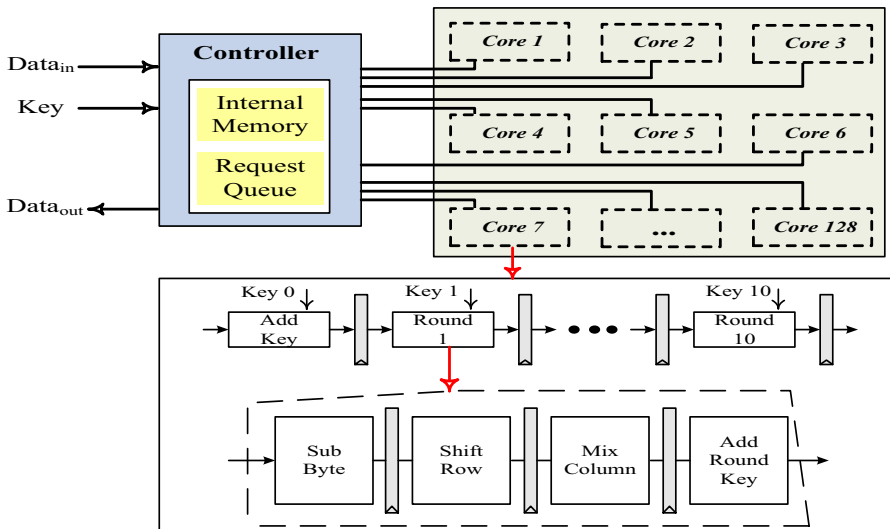 Controller
Data_in
Key
Data_out
Internal
Memory
Request
Queue
Core 1
Core 2
Core 3
Core 4
Core 5
Core 6
Core 7
...
Core 128
Key 0
Key 1
Key 10
Add
Key
Round
1
Round
10
Sub
Byte
Shift
Row
Mix
Column
Add
Round
Key